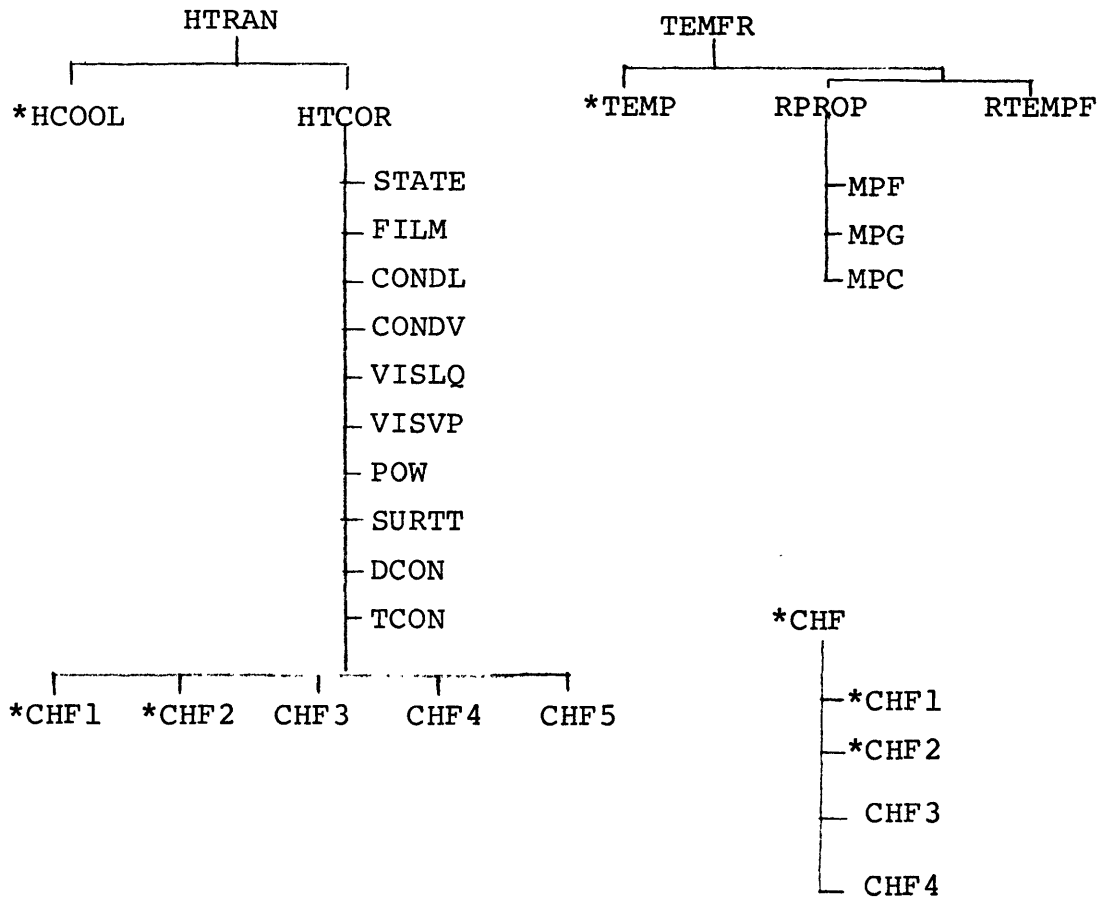 HTRAN
*HCOOL
HTCOR
STATE
FILM
CONDL
CONDV
VISLQ
VISVP
POW
SURTT
DCON
TCON
*CHF1
*CHF2
CHF3
CHF4
CHF5
TEMFR
*TEMP
RPROP
RTEMPF
MPF
MPG
MPC
*CHF
*CHF1
*CHF2
CHF3
CHF4